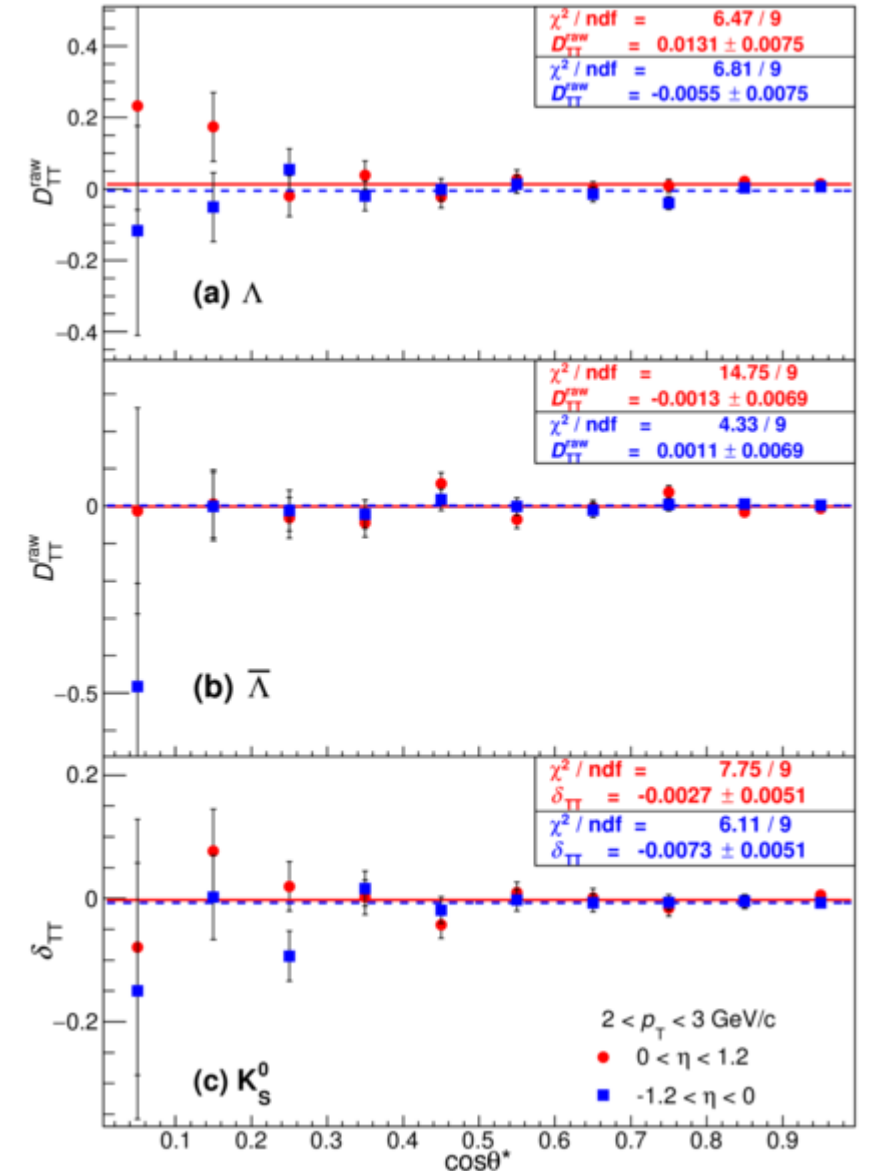 χ² / ndf = 6.47 / 9
D_TT^raw = 0.0131 ± 0.0075
χ² / ndf = 6.81 / 9
D_TT^raw = -0.0055 ± 0.0075
0.4
0.2
0
−0.2
−0.4
D_TT^raw
(a) Λ
χ² / ndf = 14.75 / 9
D_TT^raw = -0.0013 ± 0.0069
χ² / ndf = 4.33 / 9
D_TT^raw = 0.0011 ± 0.0069
0
−0.5
D_TT^raw
(b) Λ̅
χ² / ndf = 7.75 / 9
δ_TT = -0.0027 ± 0.0051
χ² / ndf = 6.11 / 9
δ_TT = -0.0073 ± 0.0051
0.2
0
−0.2
δ_TT
2 < p_T < 3 GeV/c
0 < η < 1.2
-1.2 < η < 0
(c) K_S^0
0.1 0.2 0.3 0.4 0.5 0.6 0.7 0.8 0.9
cosθ*